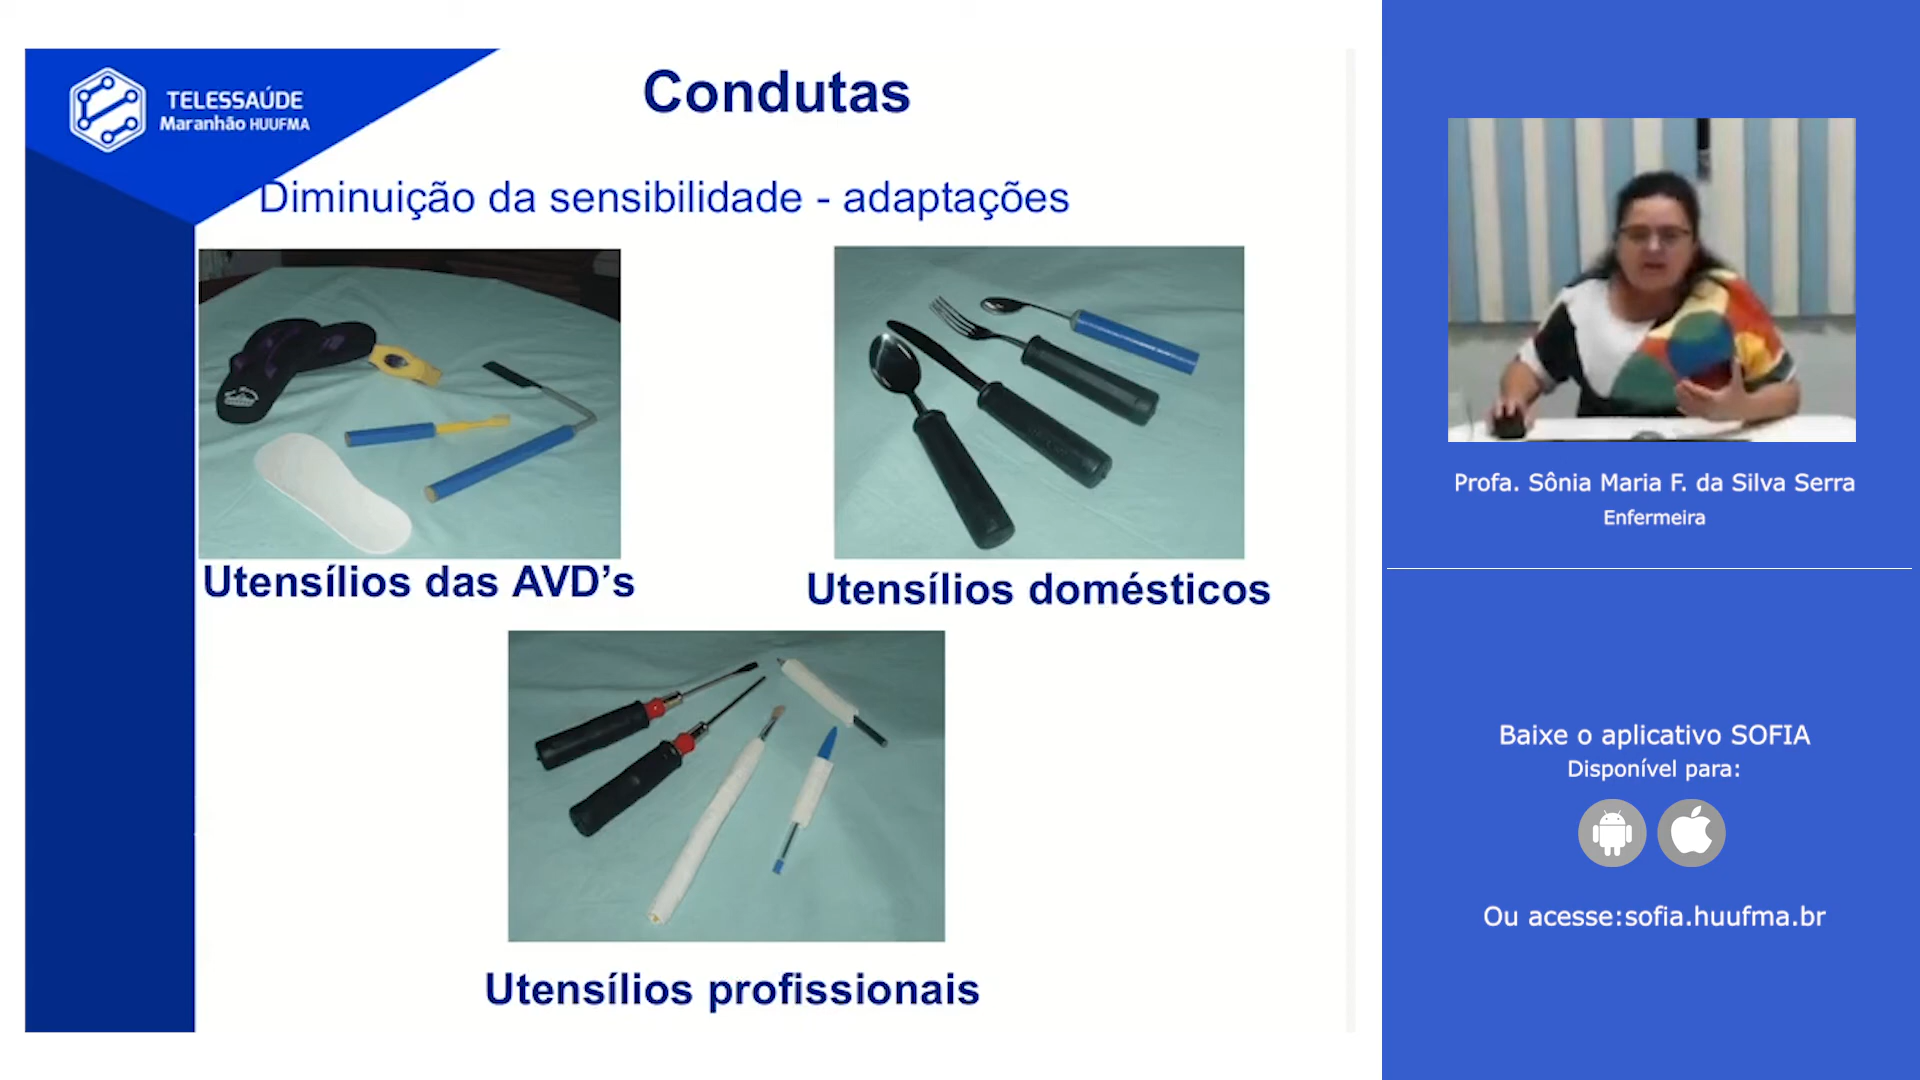 TELESSAÚDE
Maranhão HUUFMA
Condutas
Diminuição da sensibilidade - adaptações
Utensílios das AVD’s
Utensílios domésticos
Utensílios profissionais
Profa. Sônia Maria F. da Silva Serra
Enfermeira
Baixe o aplicativo SOFIA
Disponível para:
Ou acesse:sofia.huufma.br